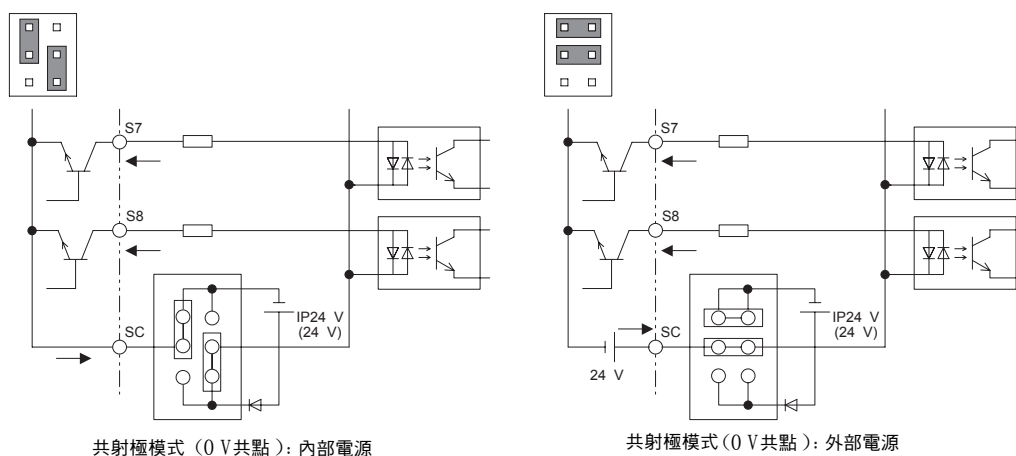 S7
S8
SC
IP24 V
(24 V)
共射極模式 (0 V共點): 內部電源
S7
S8
SC
24 V
IP24 V
(24 V)
共射極模式(0 V共點): 外部電源